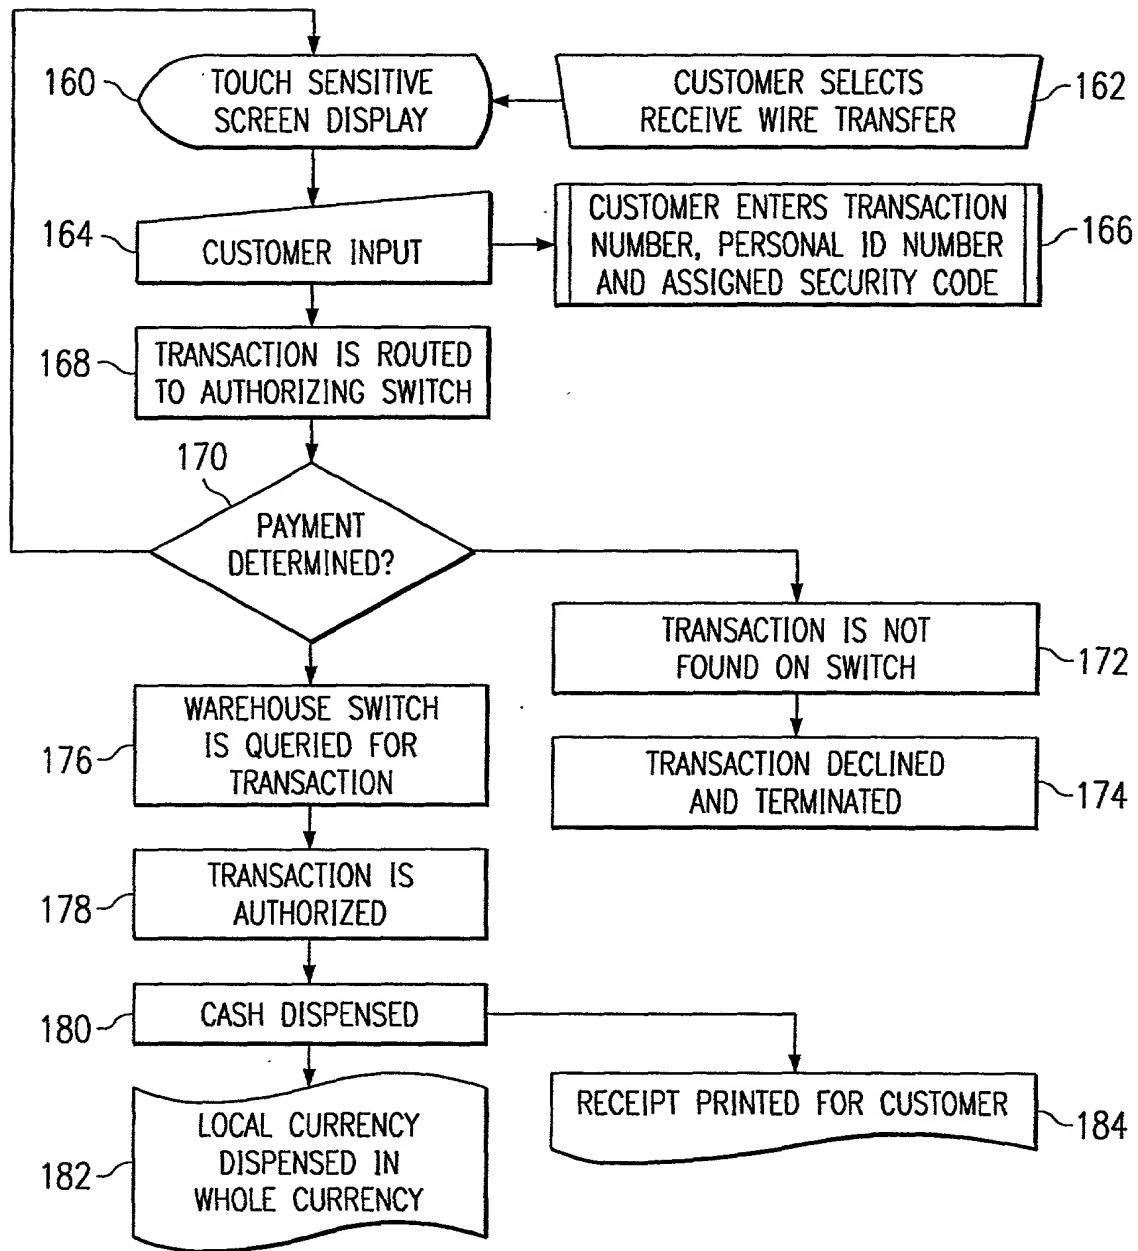 160
TOUCH SENSITIVE
SCREEN DISPLAY
CUSTOMER SELECTS
RECEIVE WIRE TRANSFER
162
164
CUSTOMER INPUT
CUSTOMER ENTERS TRANSACTION
NUMBER, PERSONAL ID NUMBER
AND ASSIGNED SECURITY CODE
166
168
TRANSACTION IS ROUTED
TO AUTHORIZING SWITCH
170
PAYMENT
DETERMINED?
TRANSACTION IS NOT
FOUND ON SWITCH
172
176
WAREHOUSE SWITCH
IS QUERIED FOR
TRANSACTION
TRANSACTION DECLINED
AND TERMINATED
174
178
TRANSACTION IS
AUTHORIZED
180
CASH DISPENSED
182
LOCAL CURRENCY
DISPENSED IN
WHOLE CURRENCY
RECEIPT PRINTED FOR CUSTOMER
184